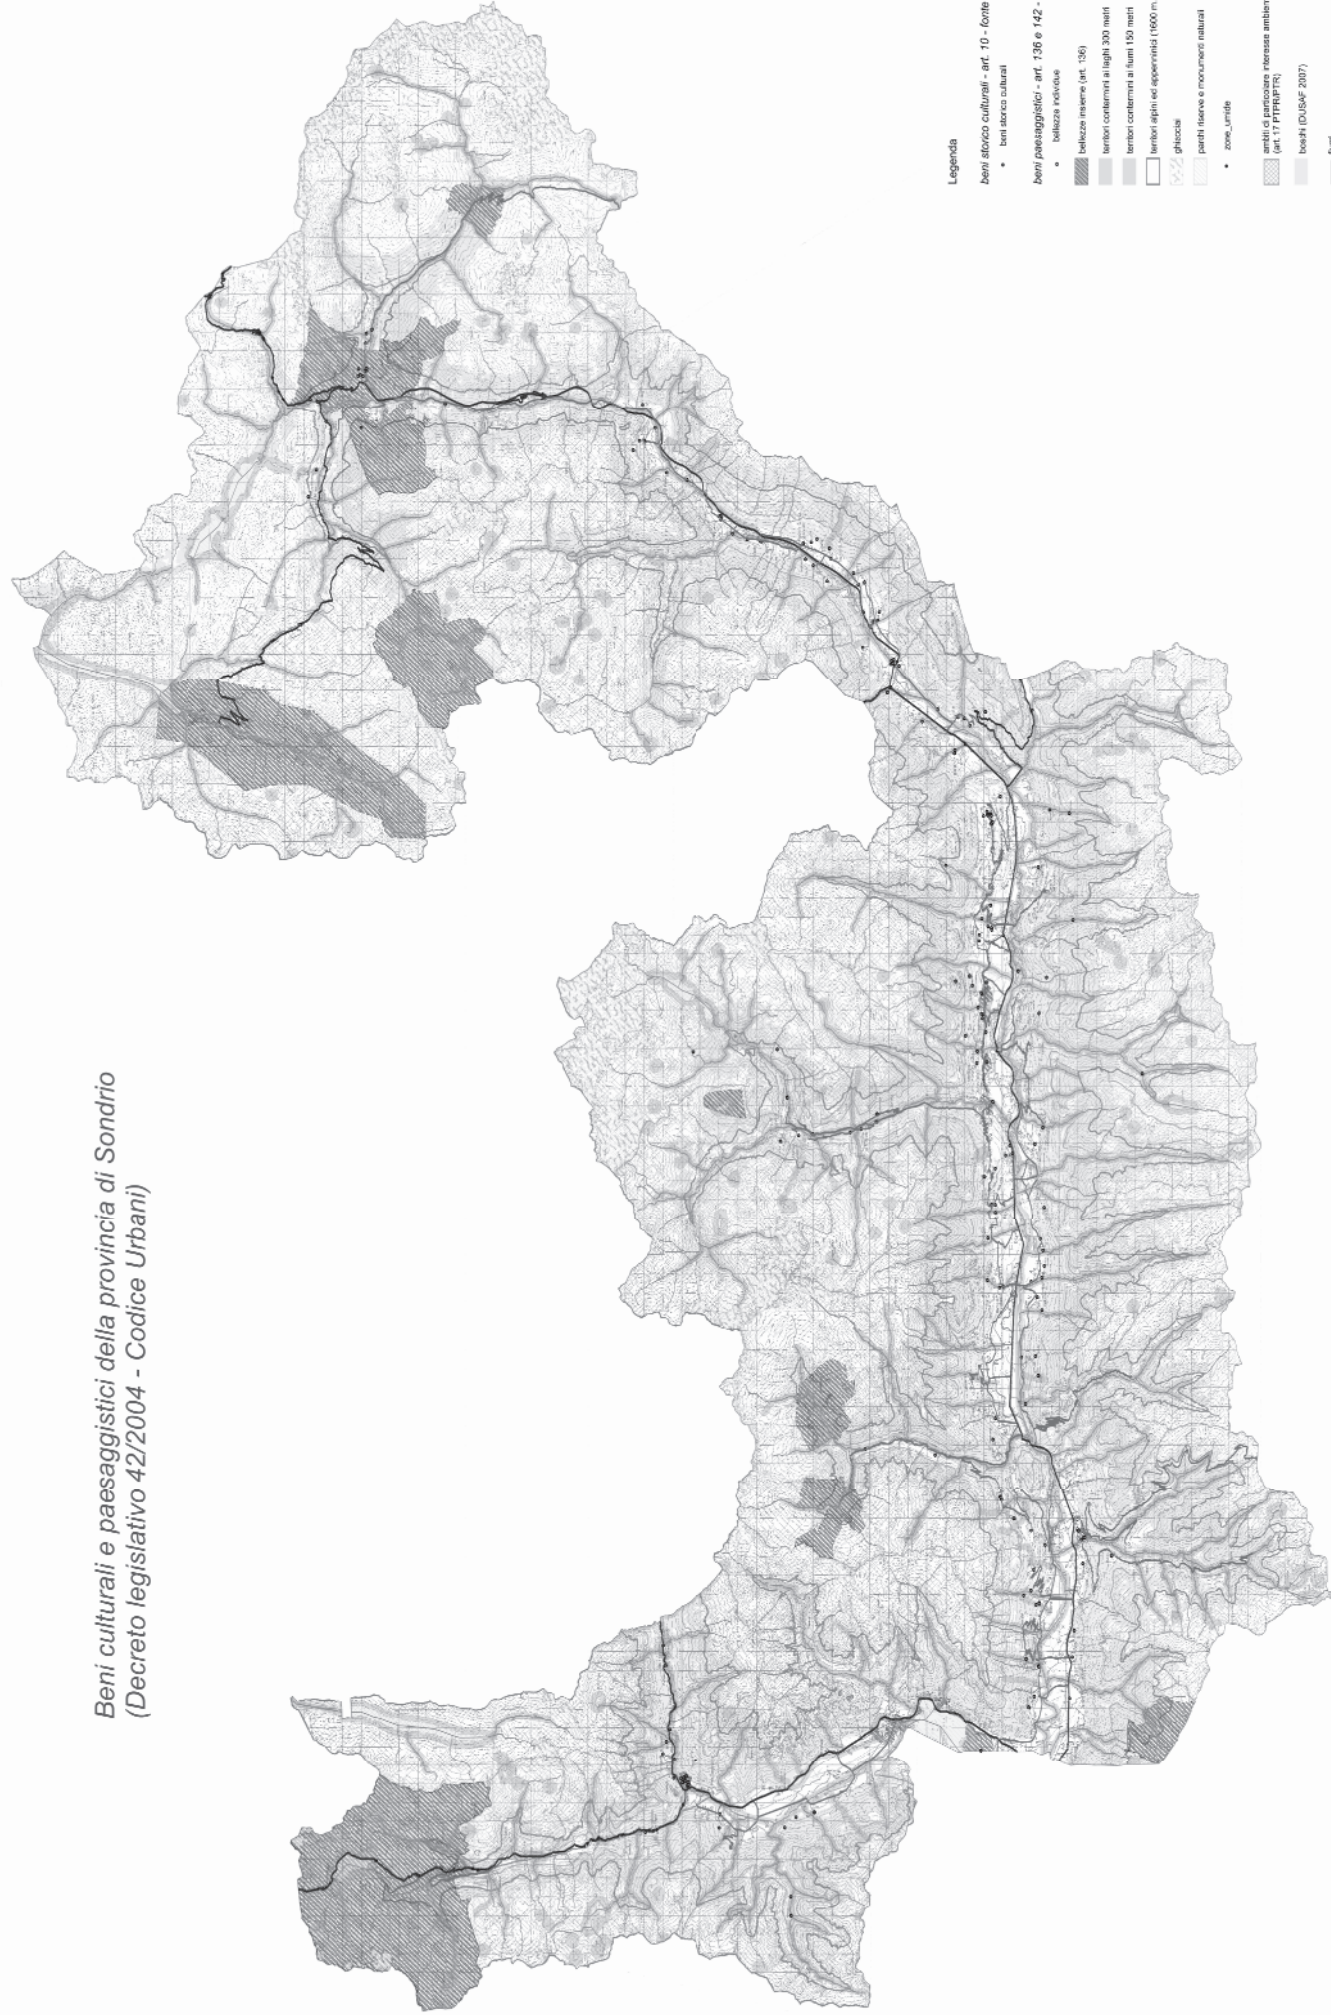 Beni culturali e paesaggistici della provincia di Sondrio
(Decreto legislativo 42/2004 - Codice Urbani)
Legenda
beni storico culturali - art. 10 - fonte
beni storico culturali
beni paesaggistici - art. 136 e 142 -
bellezze individue
bellezze insieme (art. 136)
territori contermini ai laghi 300 metri
territori contermini ai fiumi 150 metri
territori alpini ed appenninici (1600 m.
ghiacciai
parchi riserve e monumenti naturali
zone_umide
ambiti di particolare interesse ambien
(art. 17 PTPR/PTR)
boschi (DUSAF 2007)